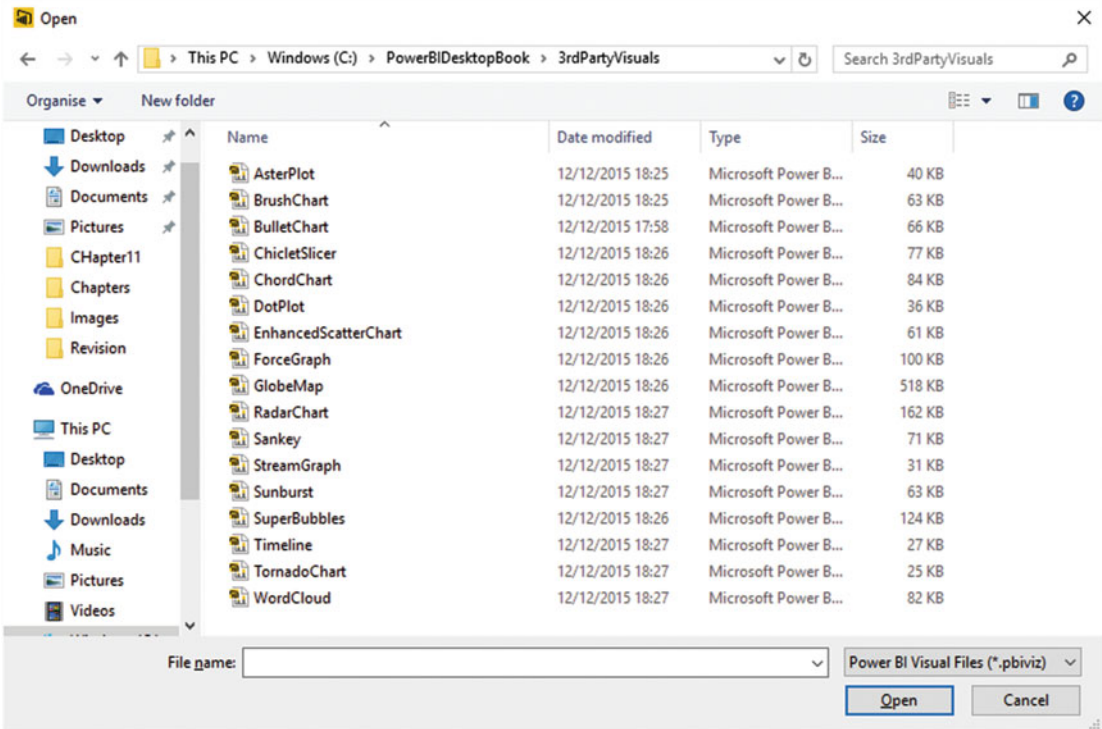 Open
This PC > Windows (C:) > PowerBIDesktopBook > 3rdPartyVisuals
Search 3rdPartyVisuals
Organise
New folder
Desktop
Downloads
Documents
Pictures
CHapter11
Chapters
Images
Revision
OneDrive
This PC
Desktop
Documents
Downloads
Music
Pictures
Videos
Name Date modified Type Size
AsterPlot 12/12/2015 18:25 Microsoft Power B... 40 KB
BrushChart 12/12/2015 18:25 Microsoft Power B... 63 KB
BulletChart 12/12/2015 17:58 Microsoft Power B... 66 KB
ChicletSlicer 12/12/2015 18:26 Microsoft Power B... 77 KB
ChordChart 12/12/2015 18:26 Microsoft Power B... 84 KB
DotPlot 12/12/2015 18:26 Microsoft Power B... 36 KB
EnhancedScatterChart 12/12/2015 18:26 Microsoft Power B... 61 KB
ForceGraph 12/12/2015 18:26 Microsoft Power B... 100 KB
GlobeMap 12/12/2015 18:26 Microsoft Power B... 518 KB
RadarChart 12/12/2015 18:27 Microsoft Power B... 162 KB
Sankey 12/12/2015 18:27 Microsoft Power B... 71 KB
StreamGraph 12/12/2015 18:27 Microsoft Power B... 31 KB
Sunburst 12/12/2015 18:27 Microsoft Power B... 63 KB
SuperBubbles 12/12/2015 18:26 Microsoft Power B... 124 KB
Timeline 12/12/2015 18:27 Microsoft Power B... 27 KB
TornadoChart 12/12/2015 18:27 Microsoft Power B... 25 KB
WordCloud 12/12/2015 18:27 Microsoft Power B... 82 KB
File name:
Power BI Visual Files (*.pbiviz)
Open
Cancel